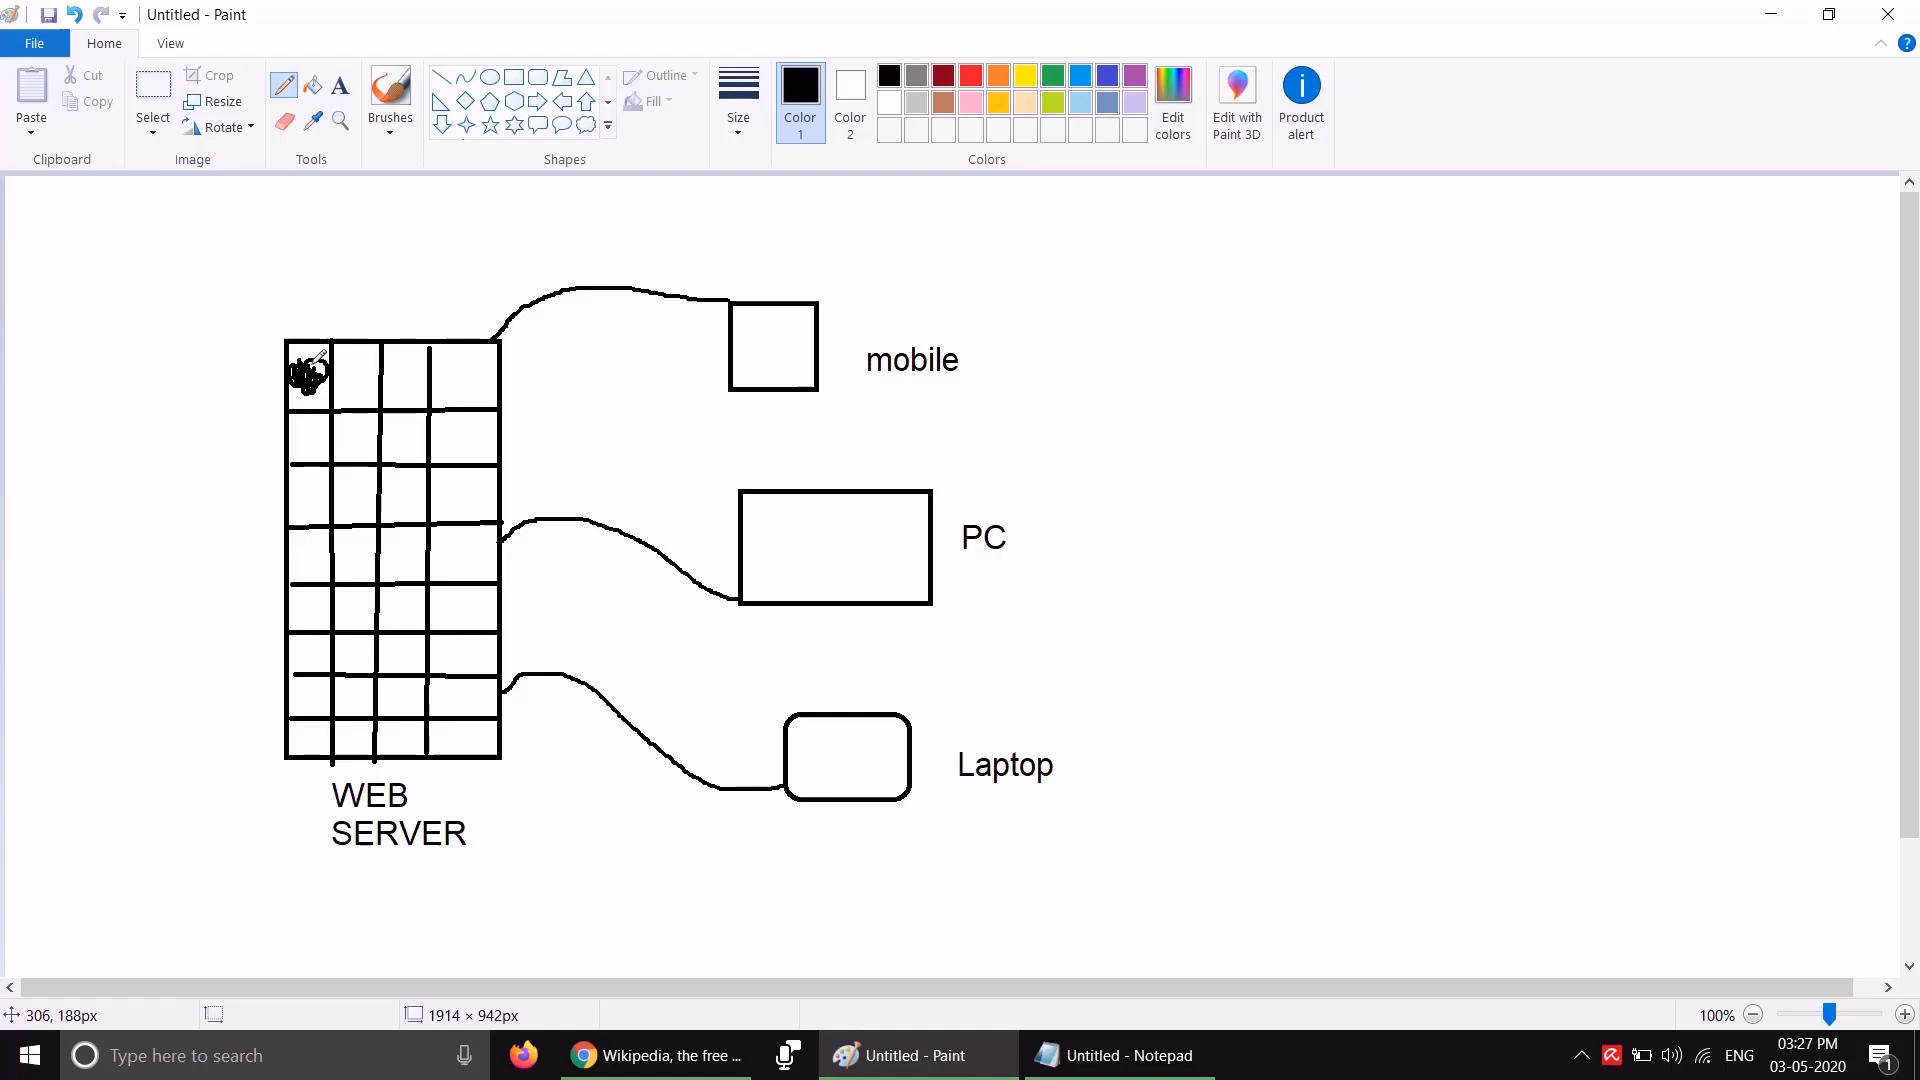 Untitled - Paint
File Home View
Paste
Cut
Copy
Clipboard
Select
Crop
Resize
Rotate
Image
Tools
Brushes
Shapes
Outline
Fill
Size
Color 1
Color 2
Edit colors
Colors
Edit with Paint 3D
Product alert
mobile
PC
Laptop
WEB
SERVER
306, 188px
1914 × 942px
100%
Type here to search
Wikipedia, the free ...
Untitled - Paint
Untitled - Notepad
ENG
03:27 PM
03-05-2020
1